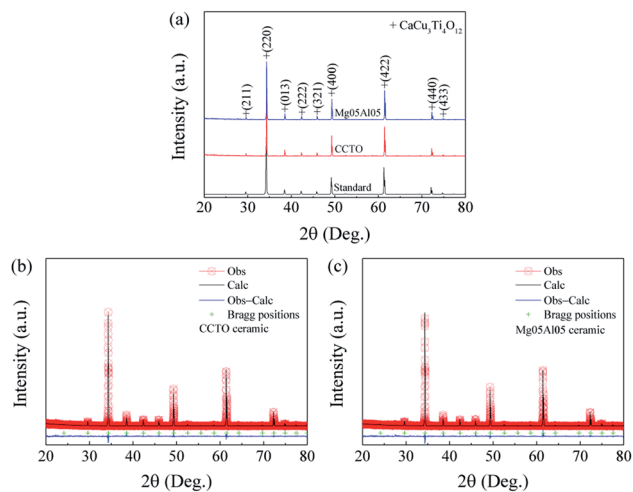 (a)
+ CaCu₃Ti₄O₁₂
+(211)
+(220)
+(013)
+(222)
+(321)
+(400)
+(422)
+(440)
+(433)
Mg05Al05
CCTO
Standard
Intensity (a.u.)
20 30 40 50 60 70 80
2θ (Deg.)
(b)
Obs
Calc
Obs–Calc
Bragg positions
CCTO ceramic
Intensity (a.u.)
20 30 40 50 60 70 80
2θ (Deg.)
(c)
Obs
Calc
Obs–Calc
Bragg positions
Mg05Al05 ceramic
Intensity (a.u.)
20 30 40 50 60 70 80
2θ (Deg.)